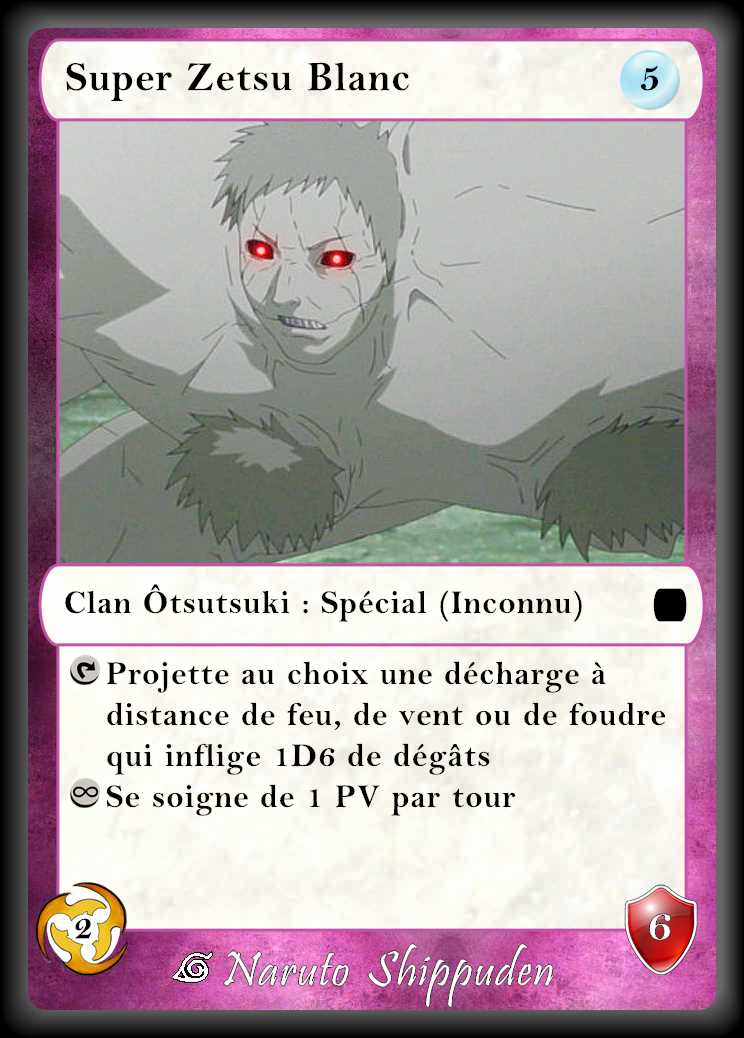 Super Zetsu Blanc
5
Clan Ôtsutsuki : Spécial (Inconnu)
Projette au choix une décharge à
distance de feu, de vent ou de foudre
qui inflige 1D6 de dégâts
∞ Se soigne de 1 PV par tour
2
6
Naruto Shippuden